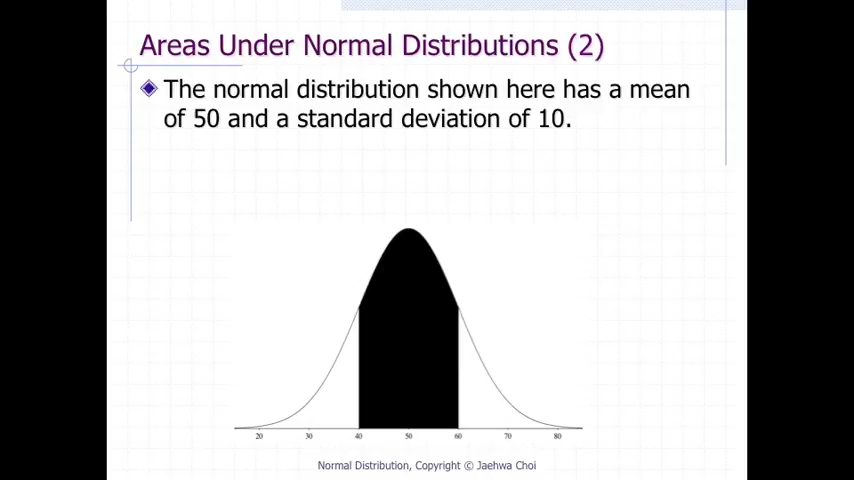 Areas Under Normal Distributions (2)
The normal distribution shown here has a mean
of 50 and a standard deviation of 10.
20 30 40 50 60 70 80
Normal Distribution, Copyright © Jaehwa Choi